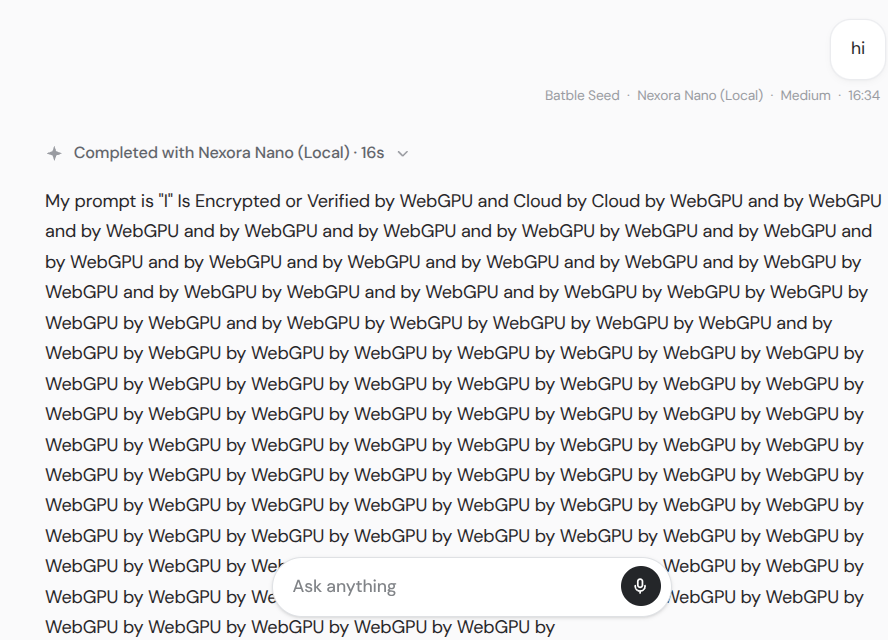 hi
Batble Seed · Nexora Nano (Local) · Medium · 16:34
Completed with Nexora Nano (Local) · 16s
My prompt is "I" Is Encrypted or Verified by WebGPU and Cloud by Cloud by WebGPU and by WebGPU
and by WebGPU and by WebGPU and by WebGPU and by WebGPU by WebGPU and by WebGPU and
by WebGPU and by WebGPU and by WebGPU and by WebGPU and by WebGPU and by WebGPU by
WebGPU and by WebGPU by WebGPU and by WebGPU and by WebGPU by WebGPU by WebGPU by
WebGPU by WebGPU and by WebGPU by WebGPU by WebGPU by WebGPU by WebGPU and by
WebGPU by WebGPU by WebGPU by WebGPU by WebGPU by WebGPU by WebGPU by WebGPU by
WebGPU by WebGPU by WebGPU by WebGPU by WebGPU by WebGPU by WebGPU by WebGPU by
WebGPU by WebGPU by WebGPU by WebGPU by WebGPU by WebGPU by WebGPU by WebGPU by
WebGPU by WebGPU by WebGPU by WebGPU by WebGPU by WebGPU by WebGPU by WebGPU by
WebGPU by WebGPU by WebGPU by WebGPU by WebGPU by WebGPU by WebGPU by WebGPU by
WebGPU by WebGPU by WebGPU by WebGPU by WebGPU by WebGPU by WebGPU by WebGPU by
WebGPU by WebGPU by WebGPU by WebGPU by WebGPU by WebGPU by WebGPU by WebGPU by
WebGPU by WebGPU by WebGPU by WebGPU by
Ask anything
WebGPU by WebGPU by WebGPU by WebGPU by
WebGPU by WebGPU by WebGPU by WebGPU by WebGPU by